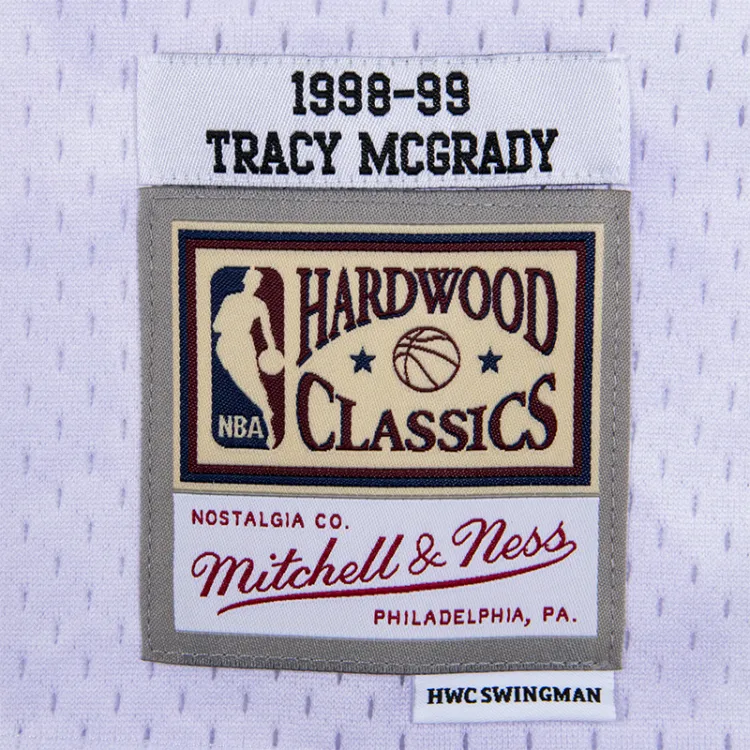 1998-99
TRACY MCGRADY
HARDWOOD
CLASSICS
NBA
NOSTALGIA CO.
Mitchell & Ness
PHILADELPHIA, PA.
HWC SWINGMAN